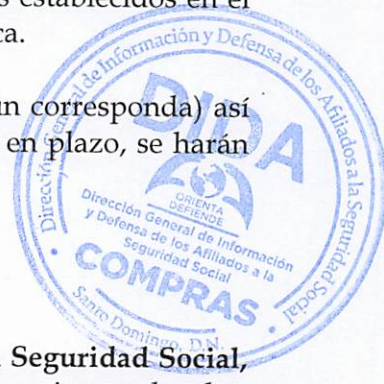 s establecidos en el
ca.
ún corresponda) así
en plazo, se harán
Dirección General de Información y Defensa de los Afiliados a la Seguridad Social
DIDA
ORIENTA
DEFIENDE
Dirección General de Información
y Defensa de los Afiliados a la
Seguridad Social
COMPRAS
Santo Domingo, D.N.
Seguridad Social,